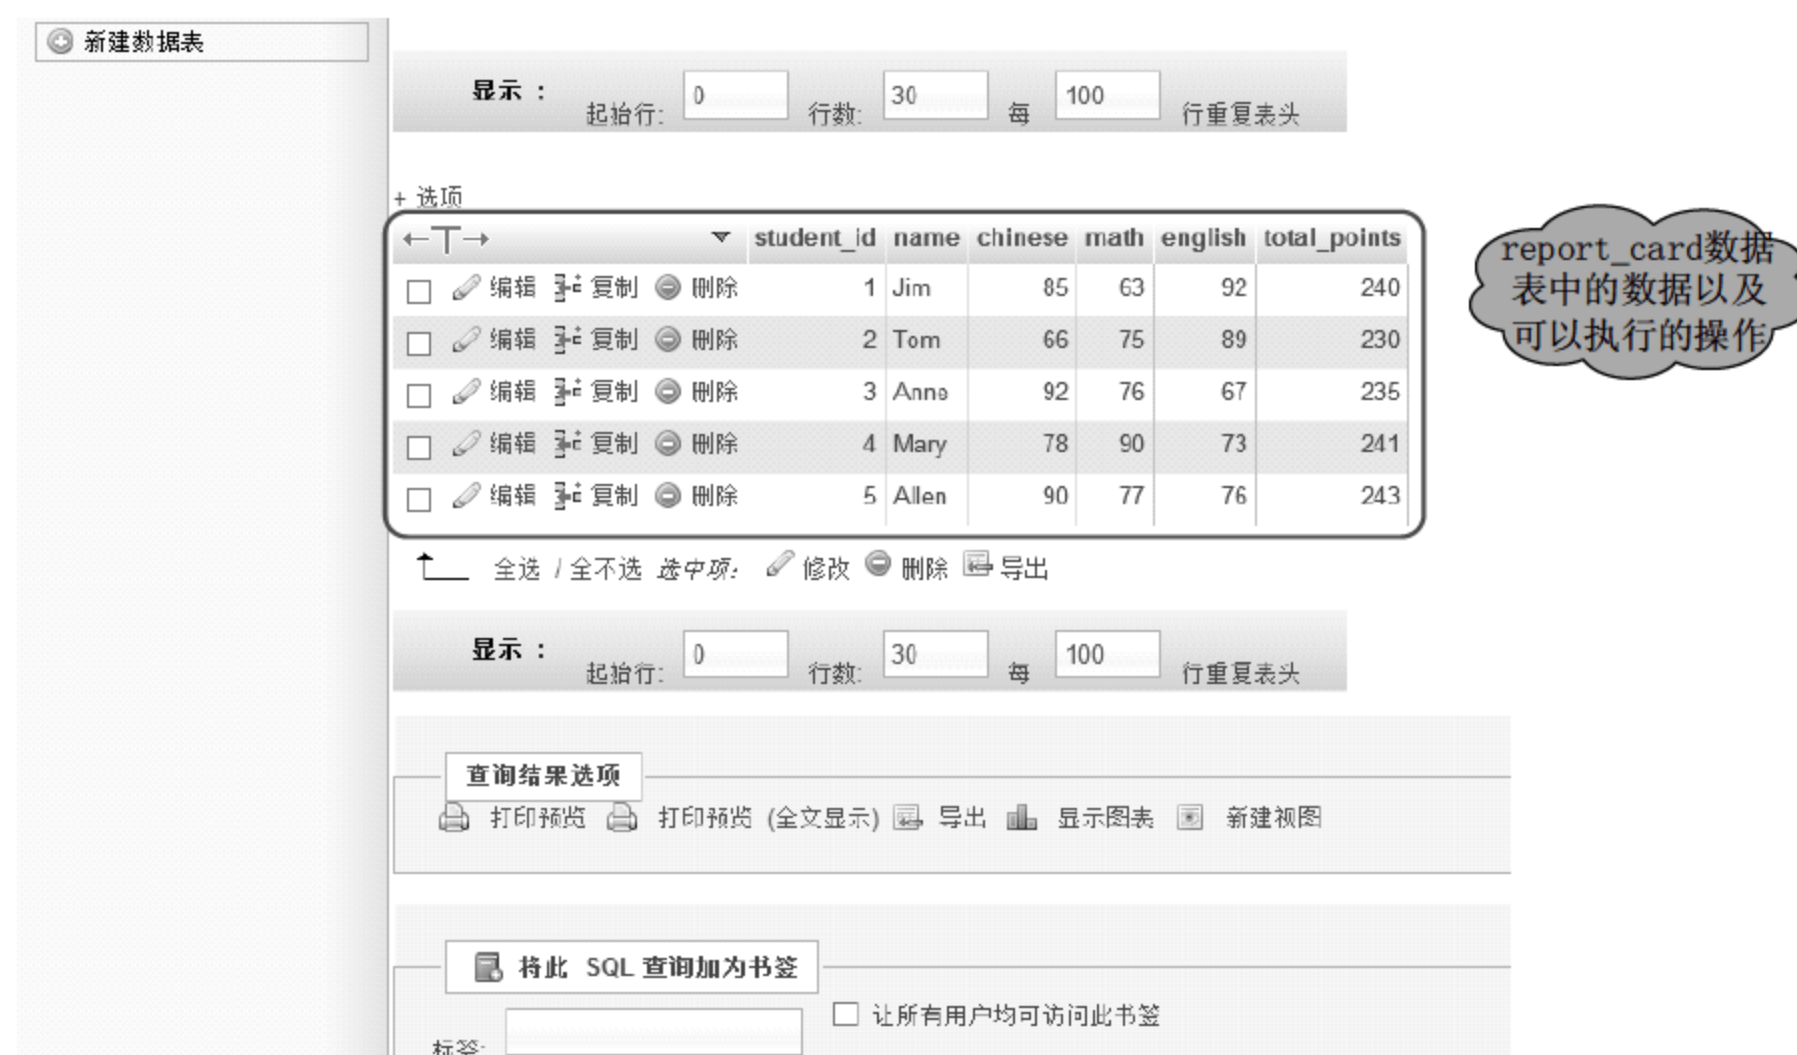 新建数据表
显示 : 起始行: 0 行数: 30 每 100 行重复表头
+ 选项
←T→ student_id name chinese math english total_points
编辑 复制 删除 1 Jim 85 63 92 240
编辑 复制 删除 2 Tom 66 75 89 230
编辑 复制 删除 3 Anne 92 76 67 235
编辑 复制 删除 4 Mary 78 90 73 241
编辑 复制 删除 5 Allen 90 77 76 243
report_card数据
表中的数据以及
可以执行的操作
全选 / 全不选 选中项: 修改 删除 导出
显示 : 起始行: 0 行数: 30 每 100 行重复表头
查询结果选项
打印预览 打印预览 (全文显示) 导出 显示图表 新建视图
将此 SQL 查询加为书签
让所有用户均可访问此书签
标签: